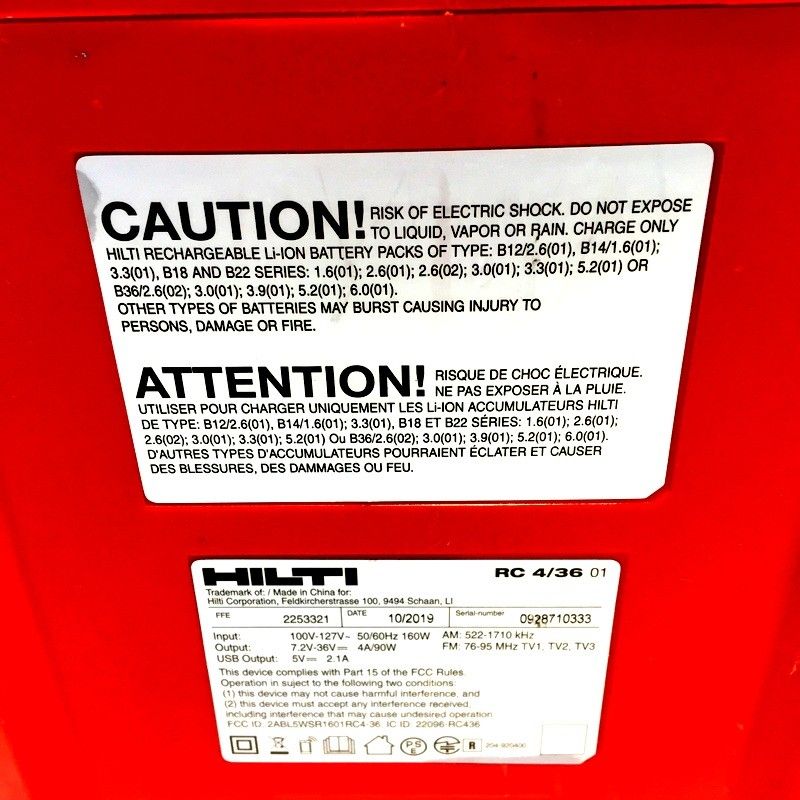 CAUTION! RISK OF ELECTRIC SHOCK. DO NOT EXPOSE
TO LIQUID, VAPOR OR RAIN. CHARGE ONLY
HILTI RECHARGEABLE Li-ION BATTERY PACKS OF TYPE: B12/2.6(01), B14/1.6(01);
3.3(01), B18 AND B22 SERIES: 1.6(01); 2.6(01); 2.6(02); 3.0(01); 3.3(01); 5.2(01) OR
B36/2.6(02); 3.0(01); 3.9(01); 5.2(01); 6.0(01).
OTHER TYPES OF BATTERIES MAY BURST CAUSING INJURY TO
PERSONS, DAMAGE OR FIRE.
ATTENTION! RISQUE DE CHOC ÉLECTRIQUE.
NE PAS EXPOSER À LA PLUIE.
UTILISER POUR CHARGER UNIQUEMENT LES Li-ION ACCUMULATEURS HILTI
DE TYPE: B12/2.6(01), B14/1.6(01); 3.3(01), B18 ET B22 SÉRIES: 1.6(01); 2.6(01);
2.6(02); 3.0(01); 3.3(01); 5.2(01) Ou B36/2.6(02); 3.0(01); 3.9(01); 5.2(01); 6.0(01).
D'AUTRES TYPES D'ACCUMULATEURS POURRAIENT ÉCLATER ET CAUSER
DES BLESSURES, DES DAMMAGES OU FEU.
HILTI RC 4/36 01
Trademark of: / Made in China for:
Hilti Corporation, Feldkircherstrasse 100, 9494 Schaan, LI
FFE 2253321 DATE 10/2019 Serial-number 0928710333
Input: 100V-127V~ 50/60Hz 160W AM: 522-1710 kHz
Output: 7.2V-36V⎓ 4A/90W FM: 76-95 MHz TV1, TV2, TV3
USB Output: 5V⎓ 2.1A
This device complies with Part 15 of the FCC Rules.
Operation in suject to the following two conditions:
(1) this device may not cause harmful interference, and
(2) this device must accept any interference received,
including interference that may cause undesired operation
FCC ID: 2ABL5WSR1601RC4-36 IC ID: 22096-RC436
PS E R 204-920400